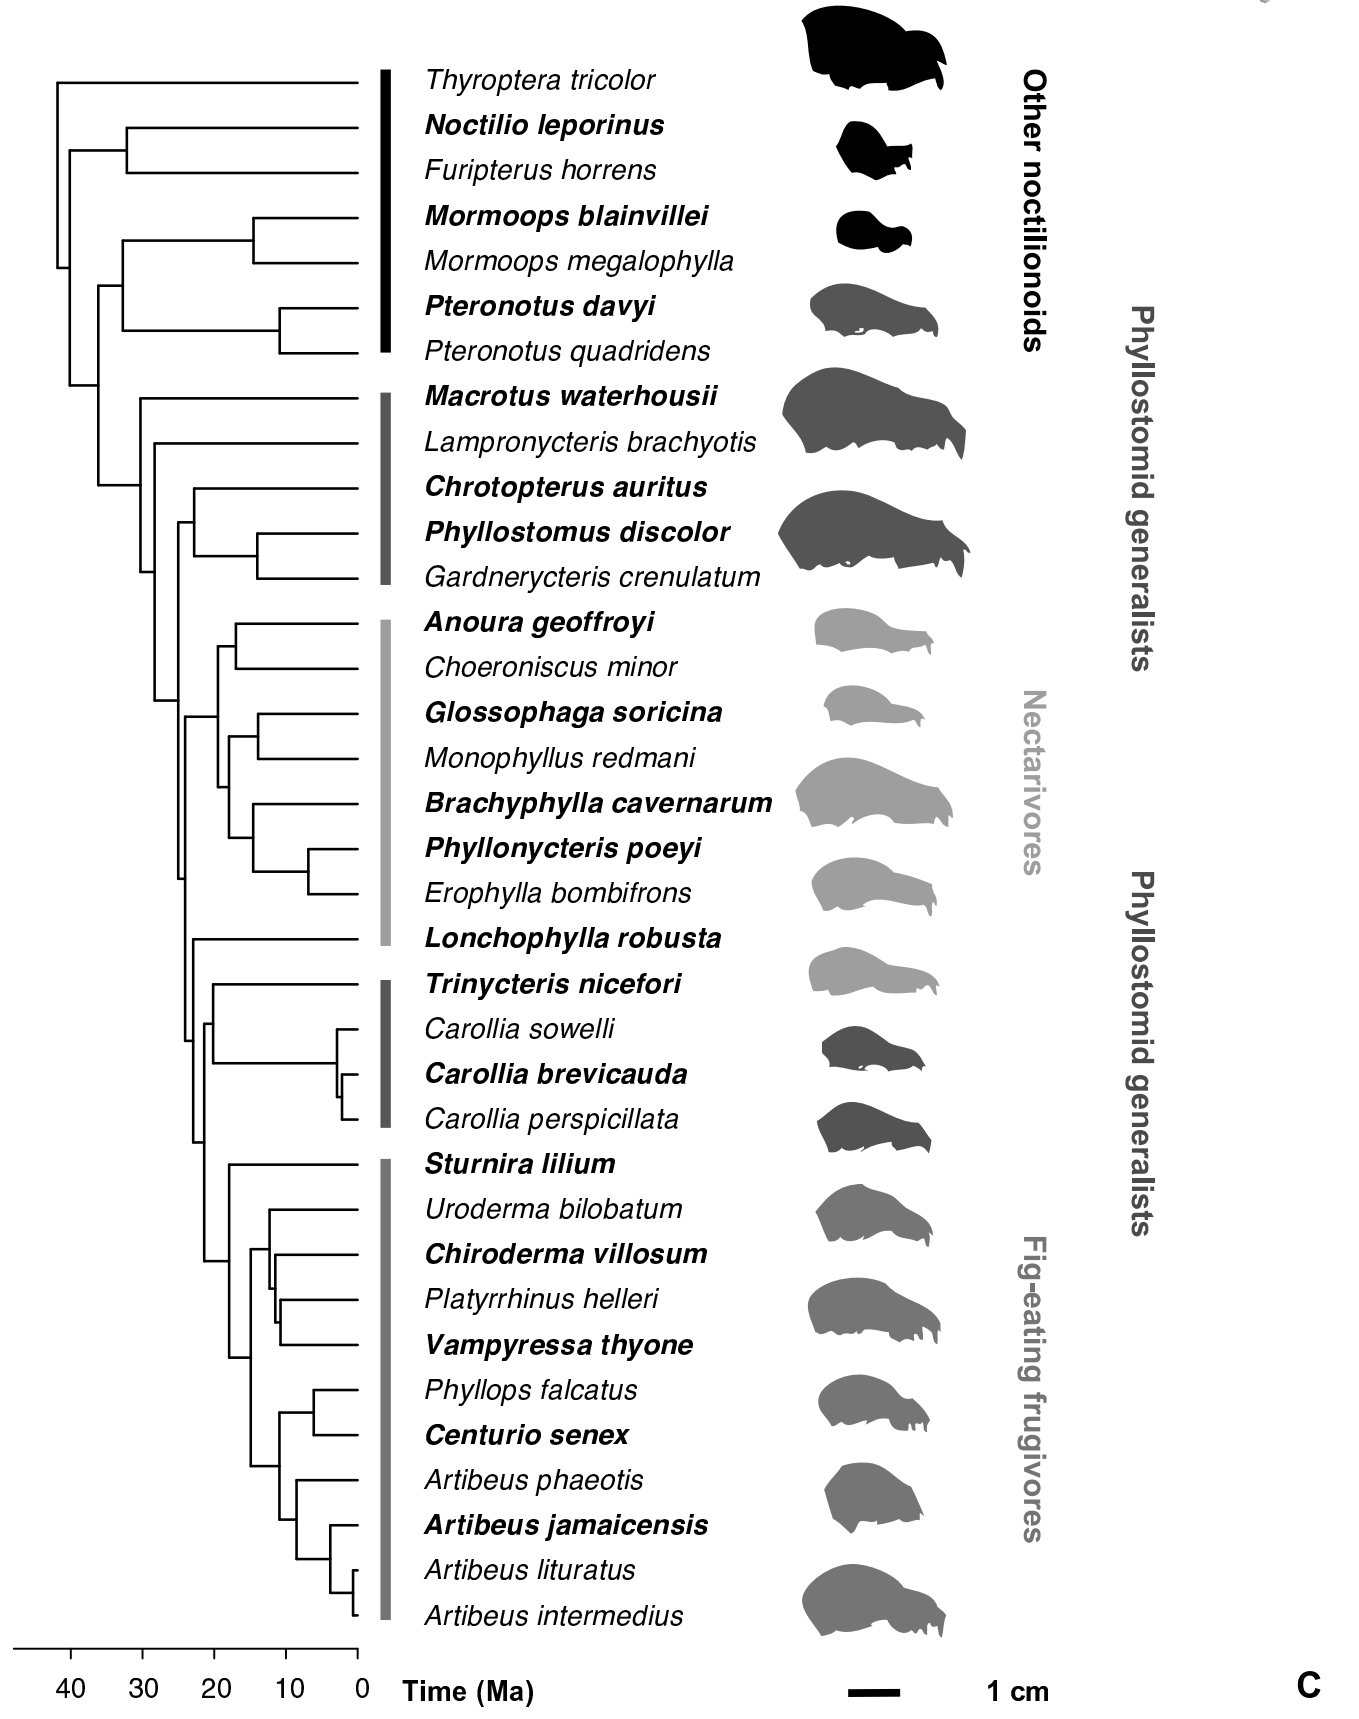 Thyroptera tricolor
Noctilio leporinus
Furipterus horrens
Mormoops blainvillei
Mormoops megalophylla
Pteronotus davyi
Pteronotus quadridens
Macrotus waterhousii
Lampronycteris brachyotis
Chrotopterus auritus
Phyllostomus discolor
Gardnerycteris crenulatum
Anoura geoffroyi
Choeroniscus minor
Glossophaga soricina
Monophyllus redmani
Brachyphylla cavernarum
Phyllonycteris poeyi
Erophylla bombifrons
Lonchophylla robusta
Trinycteris nicefori
Carollia sowelli
Carollia brevicauda
Carollia perspicillata
Sturnira lilium
Uroderma bilobatum
Chiroderma villosum
Platyrrhinus helleri
Vampyressa thyone
Phyllops falcatus
Centurio senex
Artibeus phaeotis
Artibeus jamaicensis
Artibeus lituratus
Artibeus intermedius
Other noctilionoids
Phyllostomid generalists
Nectarivores
Phyllostomid generalists
Fig-eating frugivores
40 30 20 10 0 Time (Ma)
1 cm
C